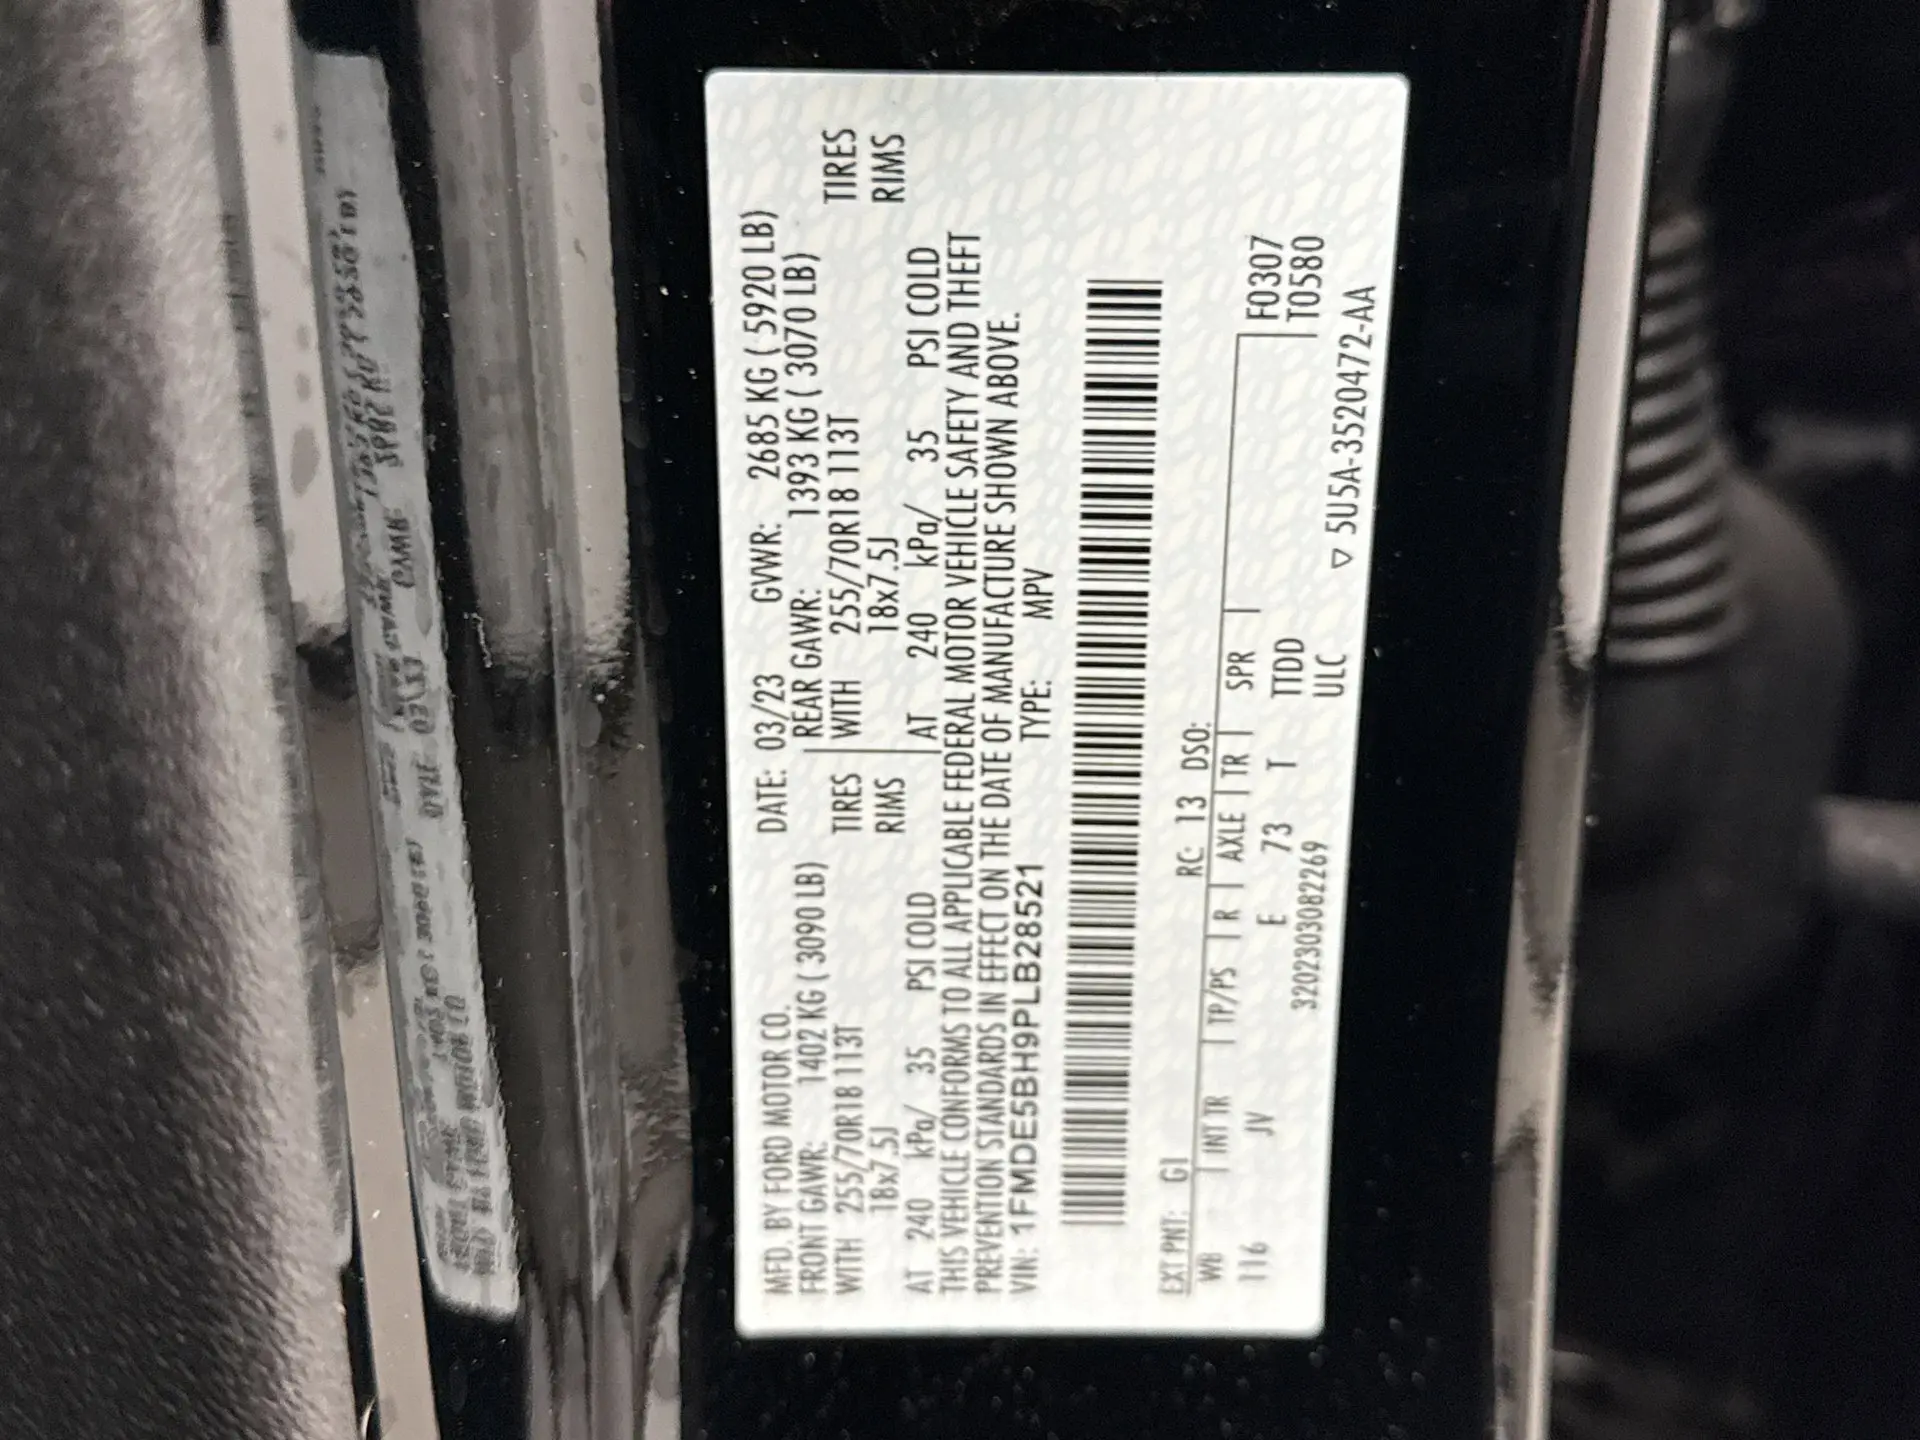 MFD. BY FORD MOTOR CO. DATE: 03/23 GVWR: 2685 KG ( 5920 LB)
FRONT GAWR: 1402 KG ( 3090 LB) REAR GAWR: 1393 KG ( 3070 LB)
WITH 255/70R18 113T TIRES WITH 255/70R18 113T TIRES
18x7.5J RIMS 18x7.5J RIMS
AT 240 kPa/ 35 PSI COLD AT 240 kPa/ 35 PSI COLD
THIS VEHICLE CONFORMS TO ALL APPLICABLE FEDERAL MOTOR VEHICLE SAFETY AND THEFT
PREVENTION STANDARDS IN EFFECT ON THE DATE OF MANUFACTURE SHOWN ABOVE.
VIN: 1FMDE5BH9PLB28521 TYPE: MPV
EXT PNT: G1 RC: 13 DSO:
WB INT TR TP/PS R AXLE TR SPR F0307
116 JV E 73 T TTDD T0580
320230308 2269 ULC
▽ 5U5A-3520472-AA